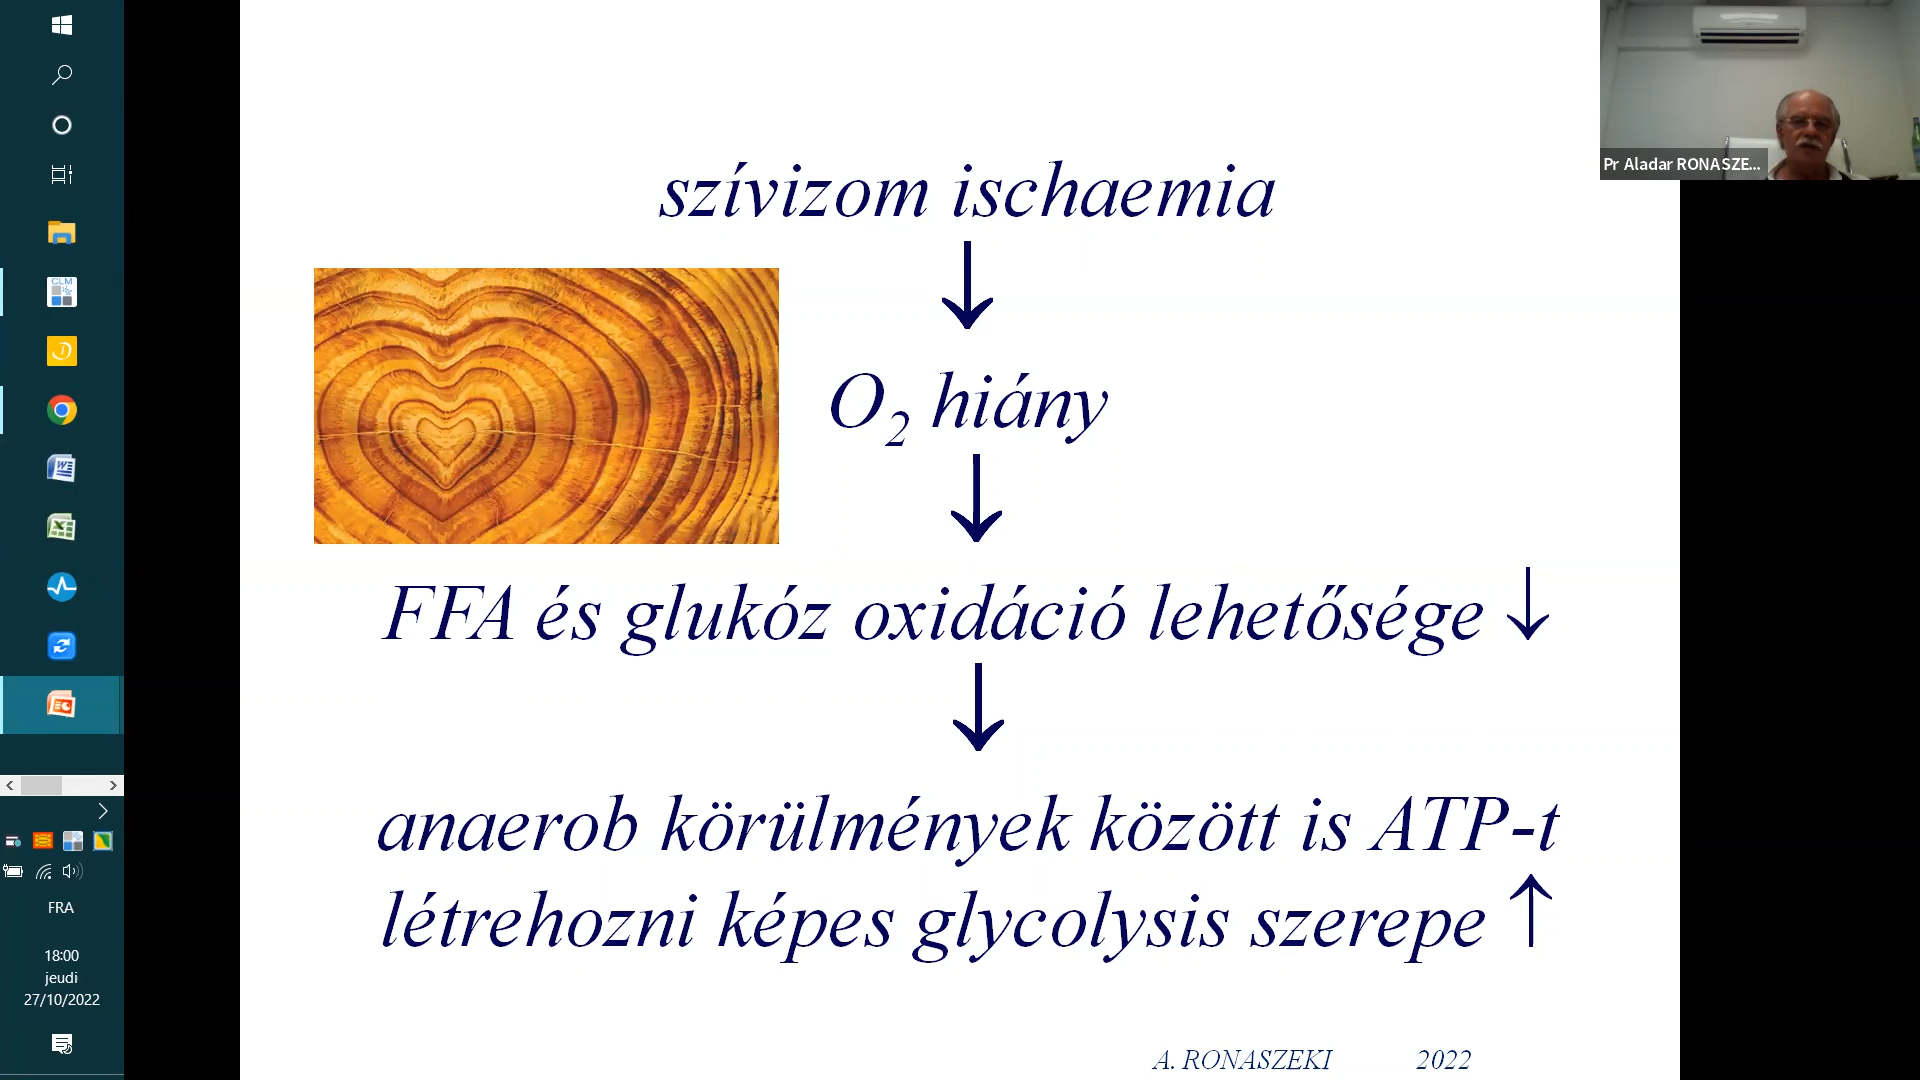 szívizom ischaemia
O₂ hiány
FFA és glukóz oxidáció lehetősége ↓
anaerob körülmények között is ATP-t
létrehozni képes glycolysis szerepe ↑
A. RONASZEKI 2022
Pr Aladar RONASZE...
FRA
18:00
jeudi
27/10/2022